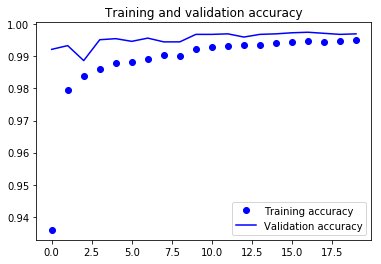 Training and validation accuracy
1.00
0.99
0.98
0.97
0.96
0.95
0.94
Training accuracy
Validation accuracy
0.0 2.5 5.0 7.5 10.0 12.5 15.0 17.5